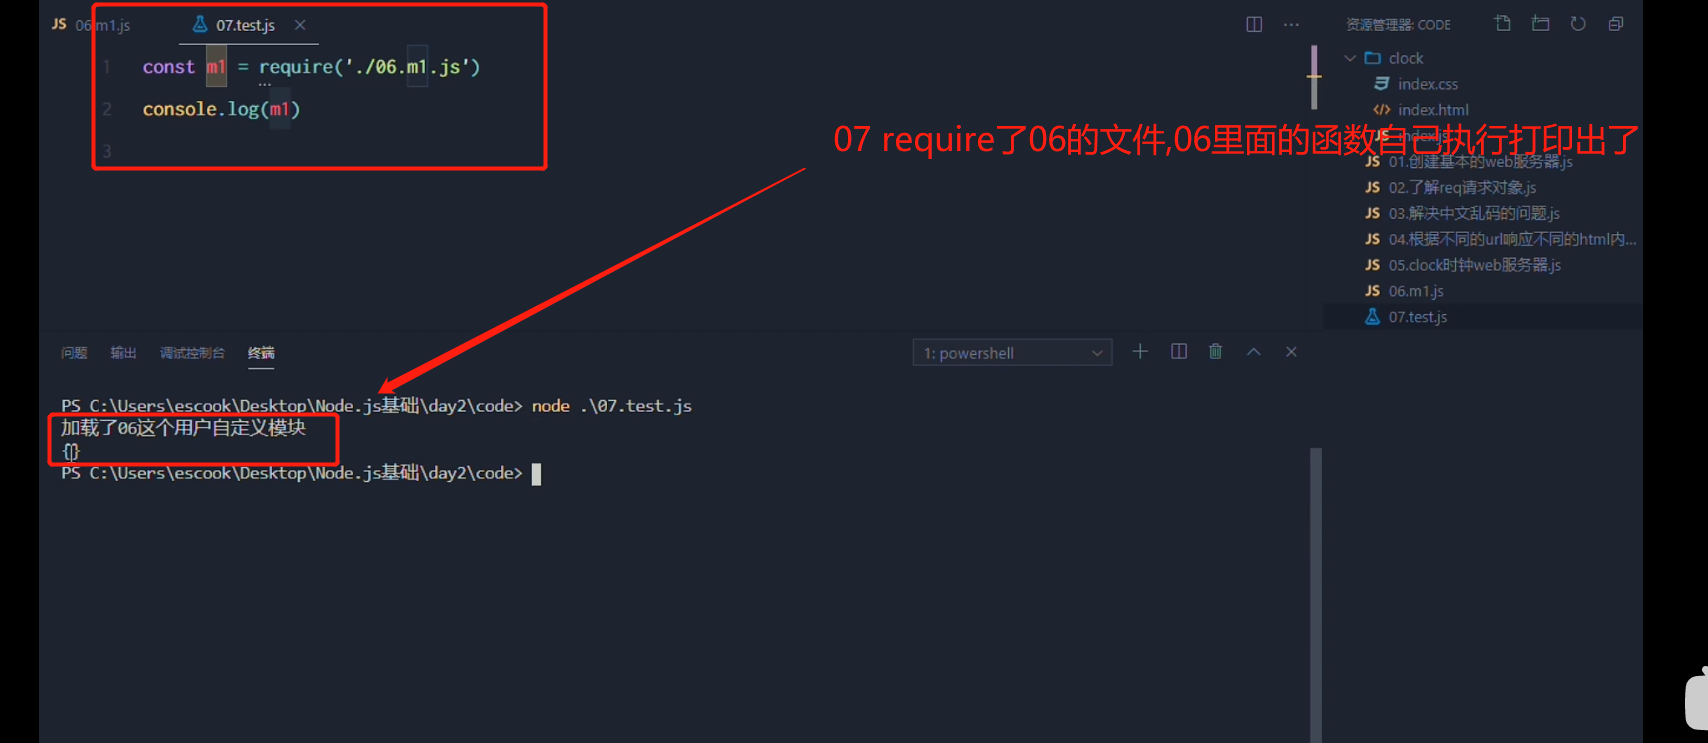 JS 06.m1.js
07.test.js
1 const m1 = require('./06.m1.js')
2 console.log(m1)
3
07 require了06的文件,06里面的函数自己执行打印出了
资源管理器: CODE
clock
index.css
index.html
JS index.js
JS 01.创建基本的web服务器.js
JS 02.了解req请求对象.js
JS 03.解决中文乱码的问题.js
JS 04.根据不同的url响应不同的html内...
JS 05.clock时钟web服务器.js
JS 06.m1.js
07.test.js
问题 输出 调试控制台 终端
1: powershell
PS C:\Users\escook\Desktop\Node.js基础\day2\code> node .\07.test.js
加载了06这个用户自定义模块
{}
PS C:\Users\escook\Desktop\Node.js基础\day2\code>